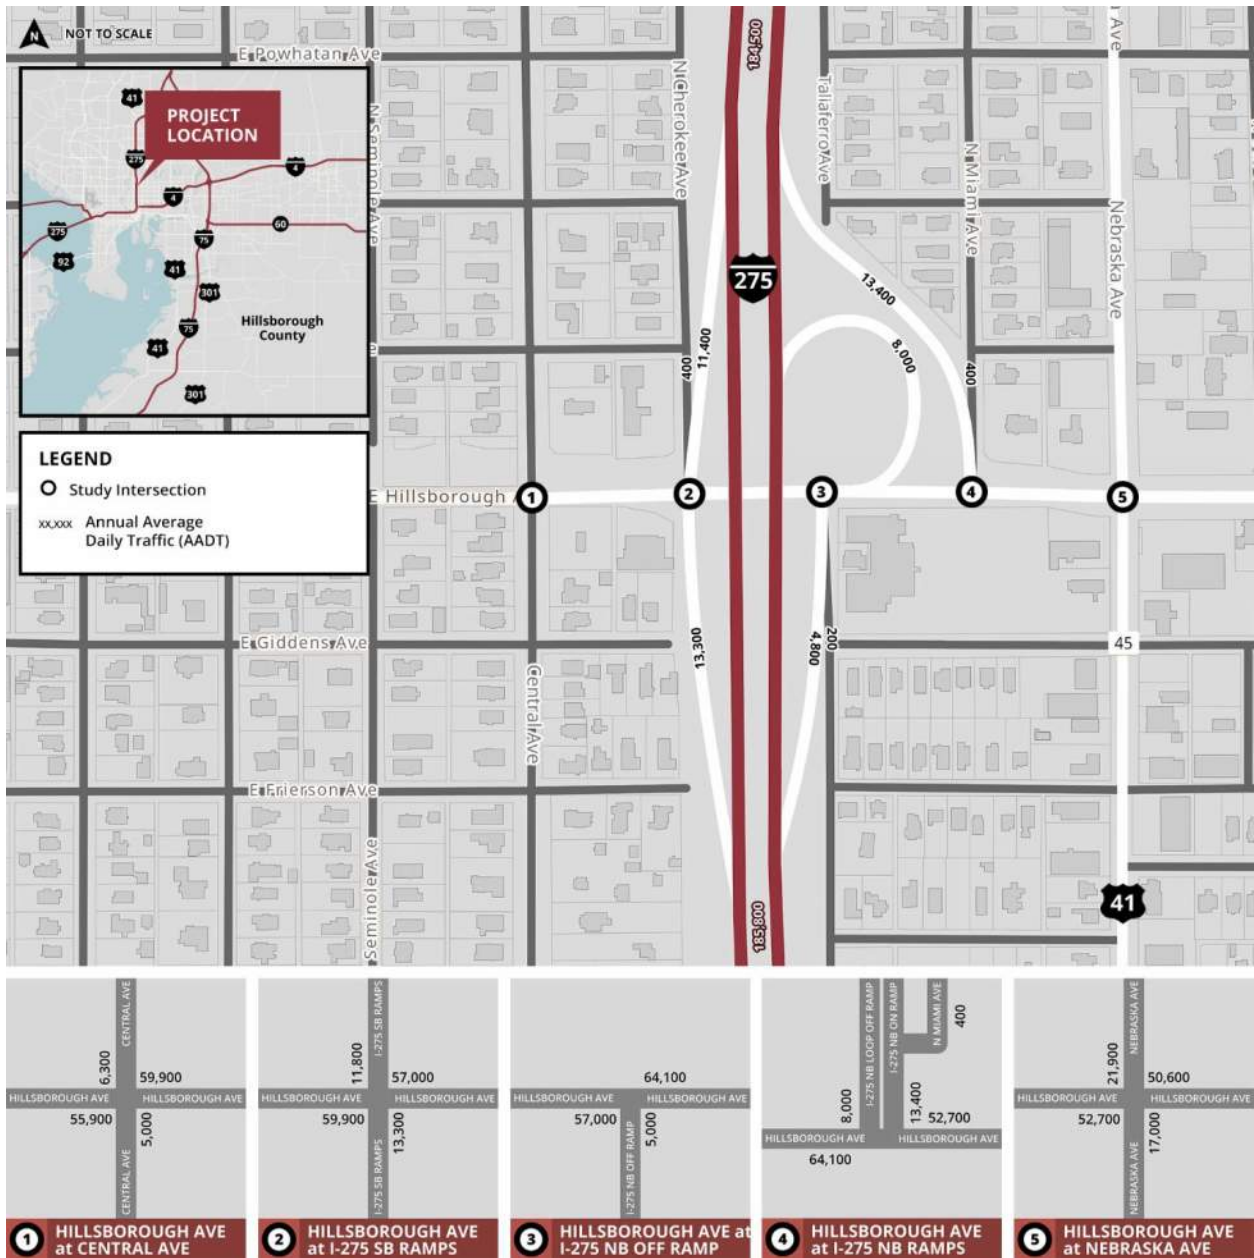 N
NOT TO SCALE
E Powhatan Ave
41
PROJECT
LOCATION
275
4
4
275
60
92
75
41
301
Hillsborough
County
75
41
301
LEGEND
Study Intersection
xx,xxx Annual Average
Daily Traffic (AADT)
N Seminole Ave
N Cherokee Ave
184,500
Taliaferro Ave
N Miami Ave
Nebraska Ave
275
13,400
8,000
400
11,400
400
E Hillsborough A
1
2
3
4
5
E Giddens Ave
13,300
4,800
200
45
Central Ave
E Frierson Ave
Seminole Ave
185,800
41
CENTRAL AVE
6,300
59,900
HILLSBOROUGH AVE
HILLSBOROUGH AVE
55,900
5,000
CENTRAL AVE
1 HILLSBOROUGH AVE
at CENTRAL AVE
I-275 SB RAMPS
11,800
57,000
HILLSBOROUGH AVE
HILLSBOROUGH AVE
59,900
13,300
I-275 SB RAMPS
2 HILLSBOROUGH AVE
at I-275 SB RAMPS
64,100
HILLSBOROUGH AVE
HILLSBOROUGH AVE
57,000
5,000
I-275 NB OFF RAMP
3 HILLSBOROUGH AVE at
I-275 NB OFF RAMP
I-275 NB LOOP OFF RAMP
I-275 NB ON RAMP
N MIAMI AVE
400
8,000
13,400
52,700
HILLSBOROUGH AVE
HILLSBOROUGH AVE
64,100
4 HILLSBOROUGH AVE
at I-275 NB RAMPS
NEBRASKA AVE
21,900
50,600
HILLSBOROUGH AVE
HILLSBOROUGH AVE
52,700
17,000
NEBRASKA AVE
5 HILLSBOROUGH AVE
at NEBRASKA AVE